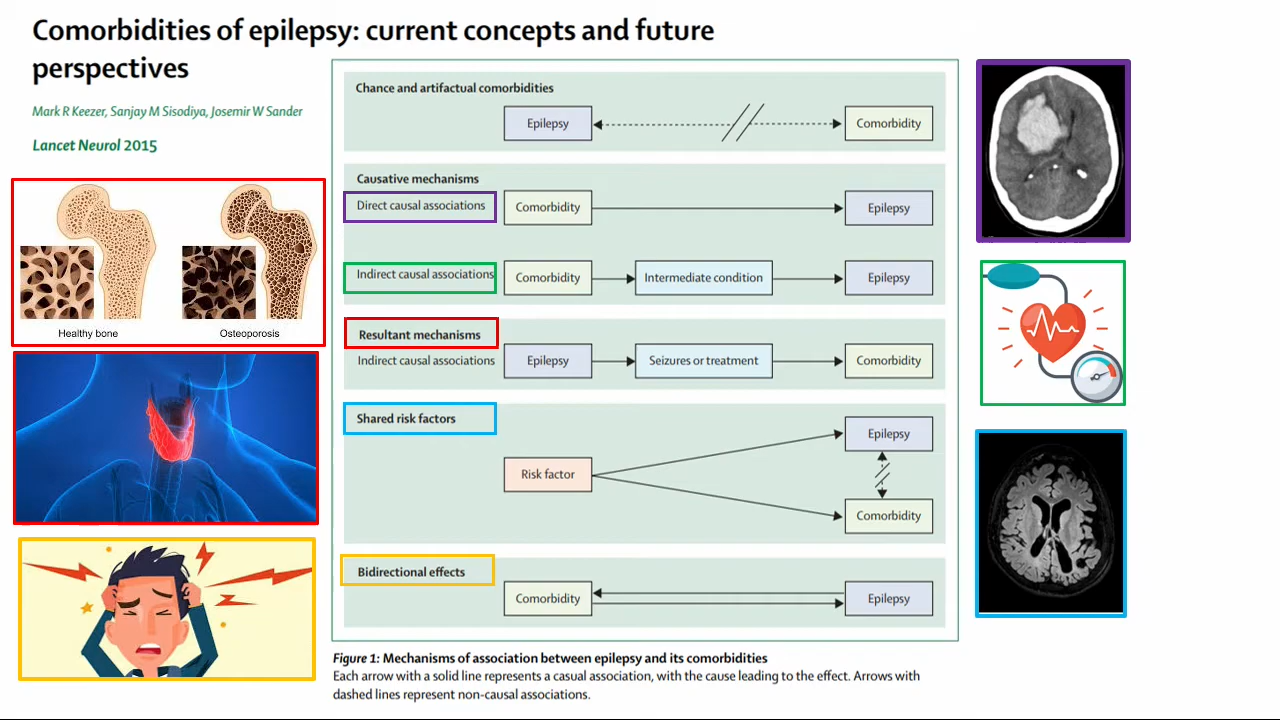 Comorbidities of epilepsy: current concepts and future
perspectives
Mark R Keezer, Sanjay M Sisodiya, Josemir W Sander
Lancet Neurol 2015
Healthy bone
Osteoporosis
Chance and artifactual comorbidities
Epilepsy
Comorbidity
Causative mechanisms
Direct causal associations
Comorbidity
Epilepsy
Indirect causal associations
Comorbidity
Intermediate condition
Epilepsy
Resultant mechanisms
Indirect causal associations
Epilepsy
Seizures or treatment
Comorbidity
Shared risk factors
Epilepsy
Risk factor
Comorbidity
Bidirectional effects
Comorbidity
Epilepsy
Figure 1: Mechanisms of association between epilepsy and its comorbidities
Each arrow with a solid line represents a casual association, with the cause leading to the effect. Arrows with
dashed lines represent non-causal associations.